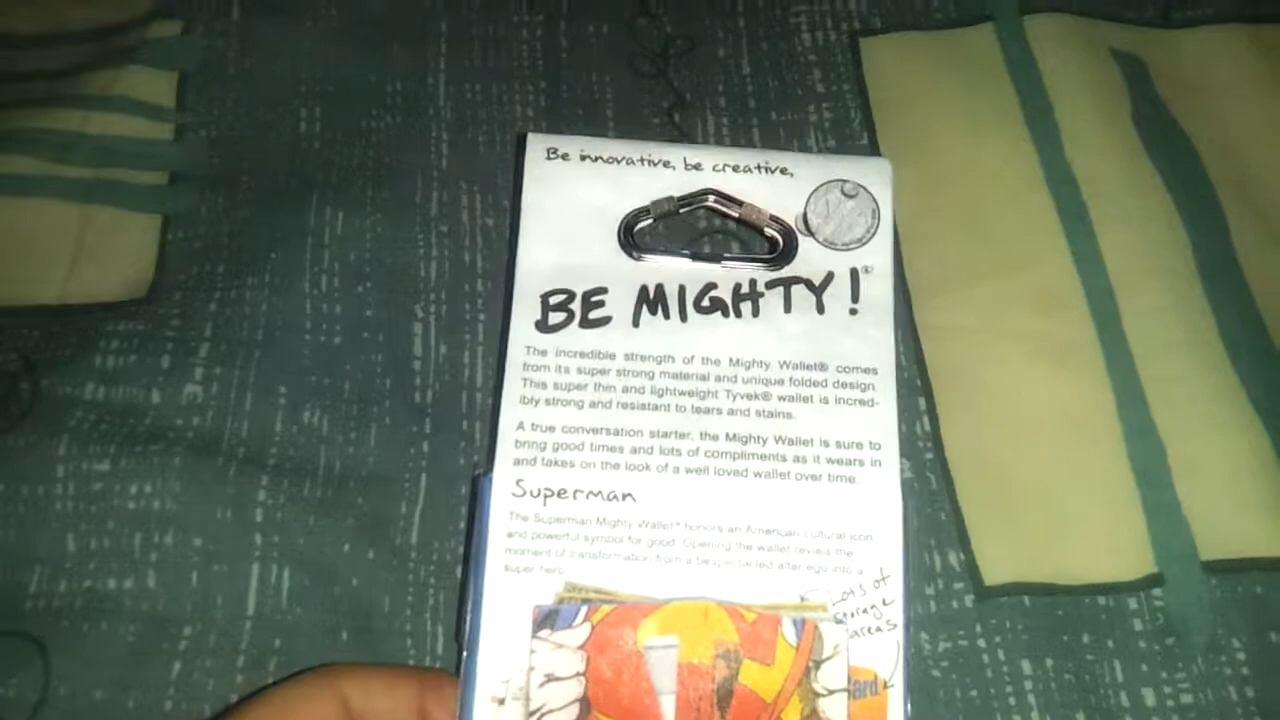 Be innovative, be creative,
BE MIGHTY!®
The incredible strength of the Mighty Wallet® comes
from its super strong material and unique folded design.
This super thin and lightweight Tyvek® wallet is incred-
ibly strong and resistant to tears and stains.
A true conversation starter, the Mighty Wallet is sure to
bring good times and lots of compliments as it wears in
and takes on the look of a well loved wallet over time.
Superman
The Superman Mighty Wallet® honors an American cultural icon
and powerful symbol for good. Opening the wallet reveals the
moment of transformation from a bespectacled alter ego into a
super hero.
Lots of
storage
areas
ard